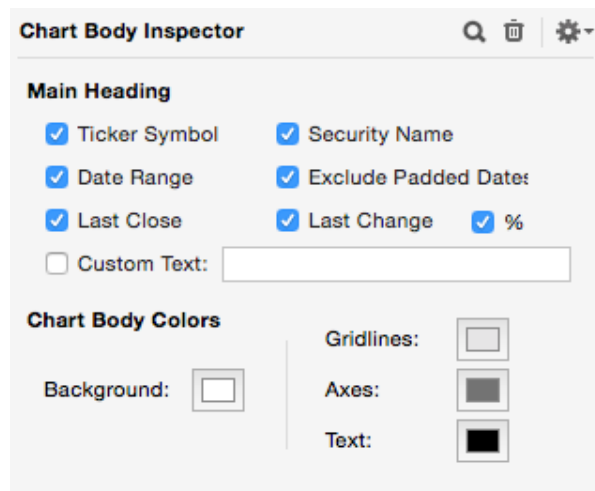 Chart Body Inspector
Main Heading
Ticker Symbol Security Name
Date Range Exclude Padded Dates
Last Close Last Change %
Custom Text:
Chart Body Colors
Gridlines:
Background: Axes:
Text: